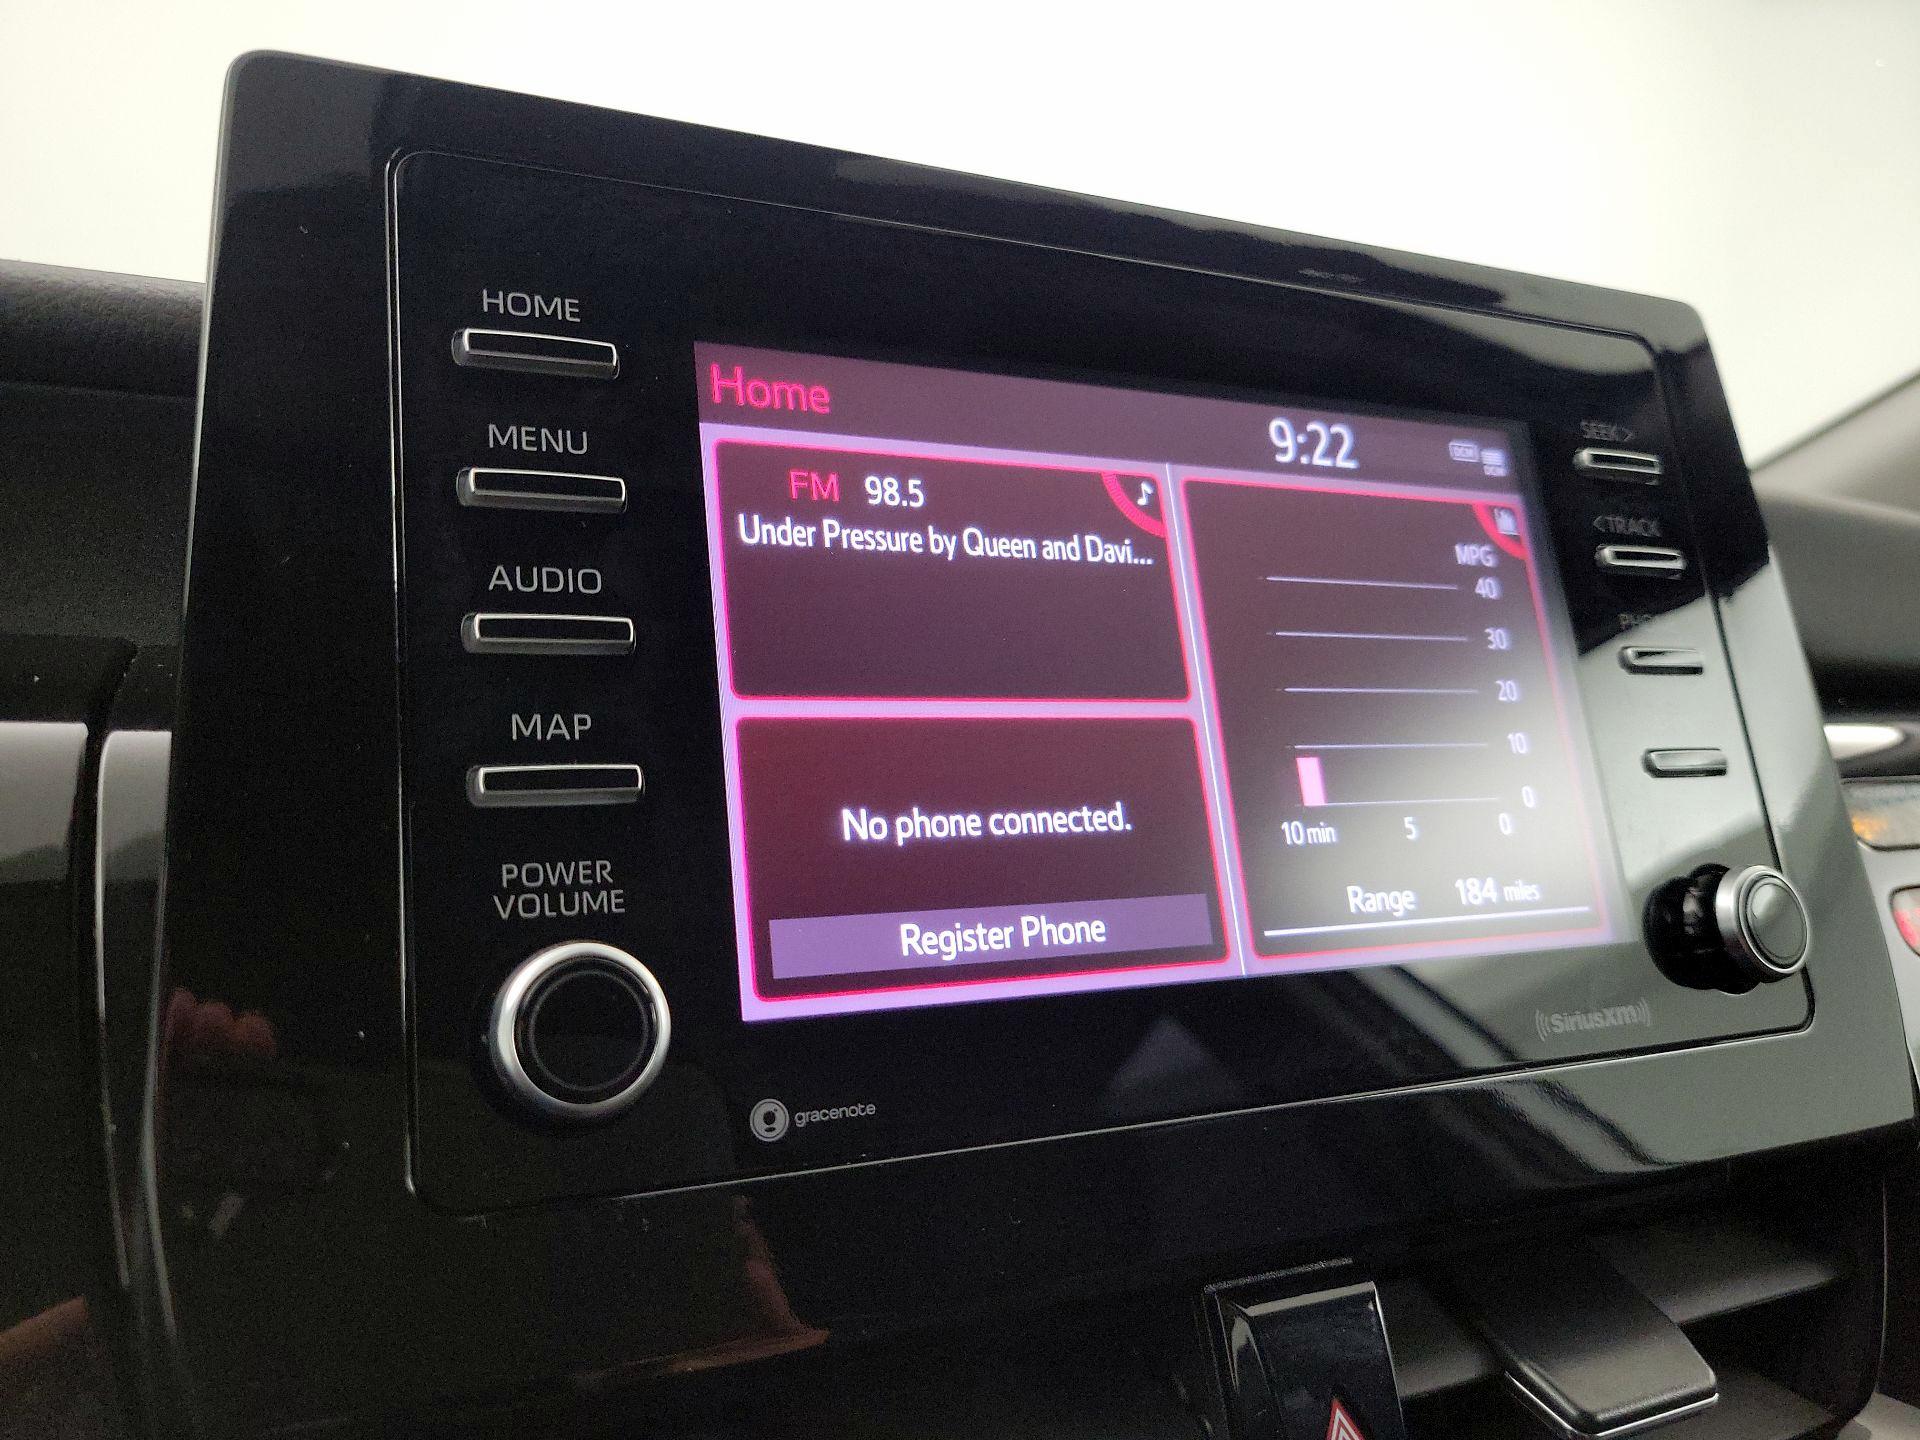 HOME
MENU
AUDIO
MAP
POWER
VOLUME
Home
9:22
DCM
DCM
FM 98.5
Under Pressure by Queen and Davi...
No phone connected.
Register Phone
MPG
40
30
20
10
0
10 min 5 0
Range 184 miles
SEEK >
< TRACK
((SiriusXM))
gracenote